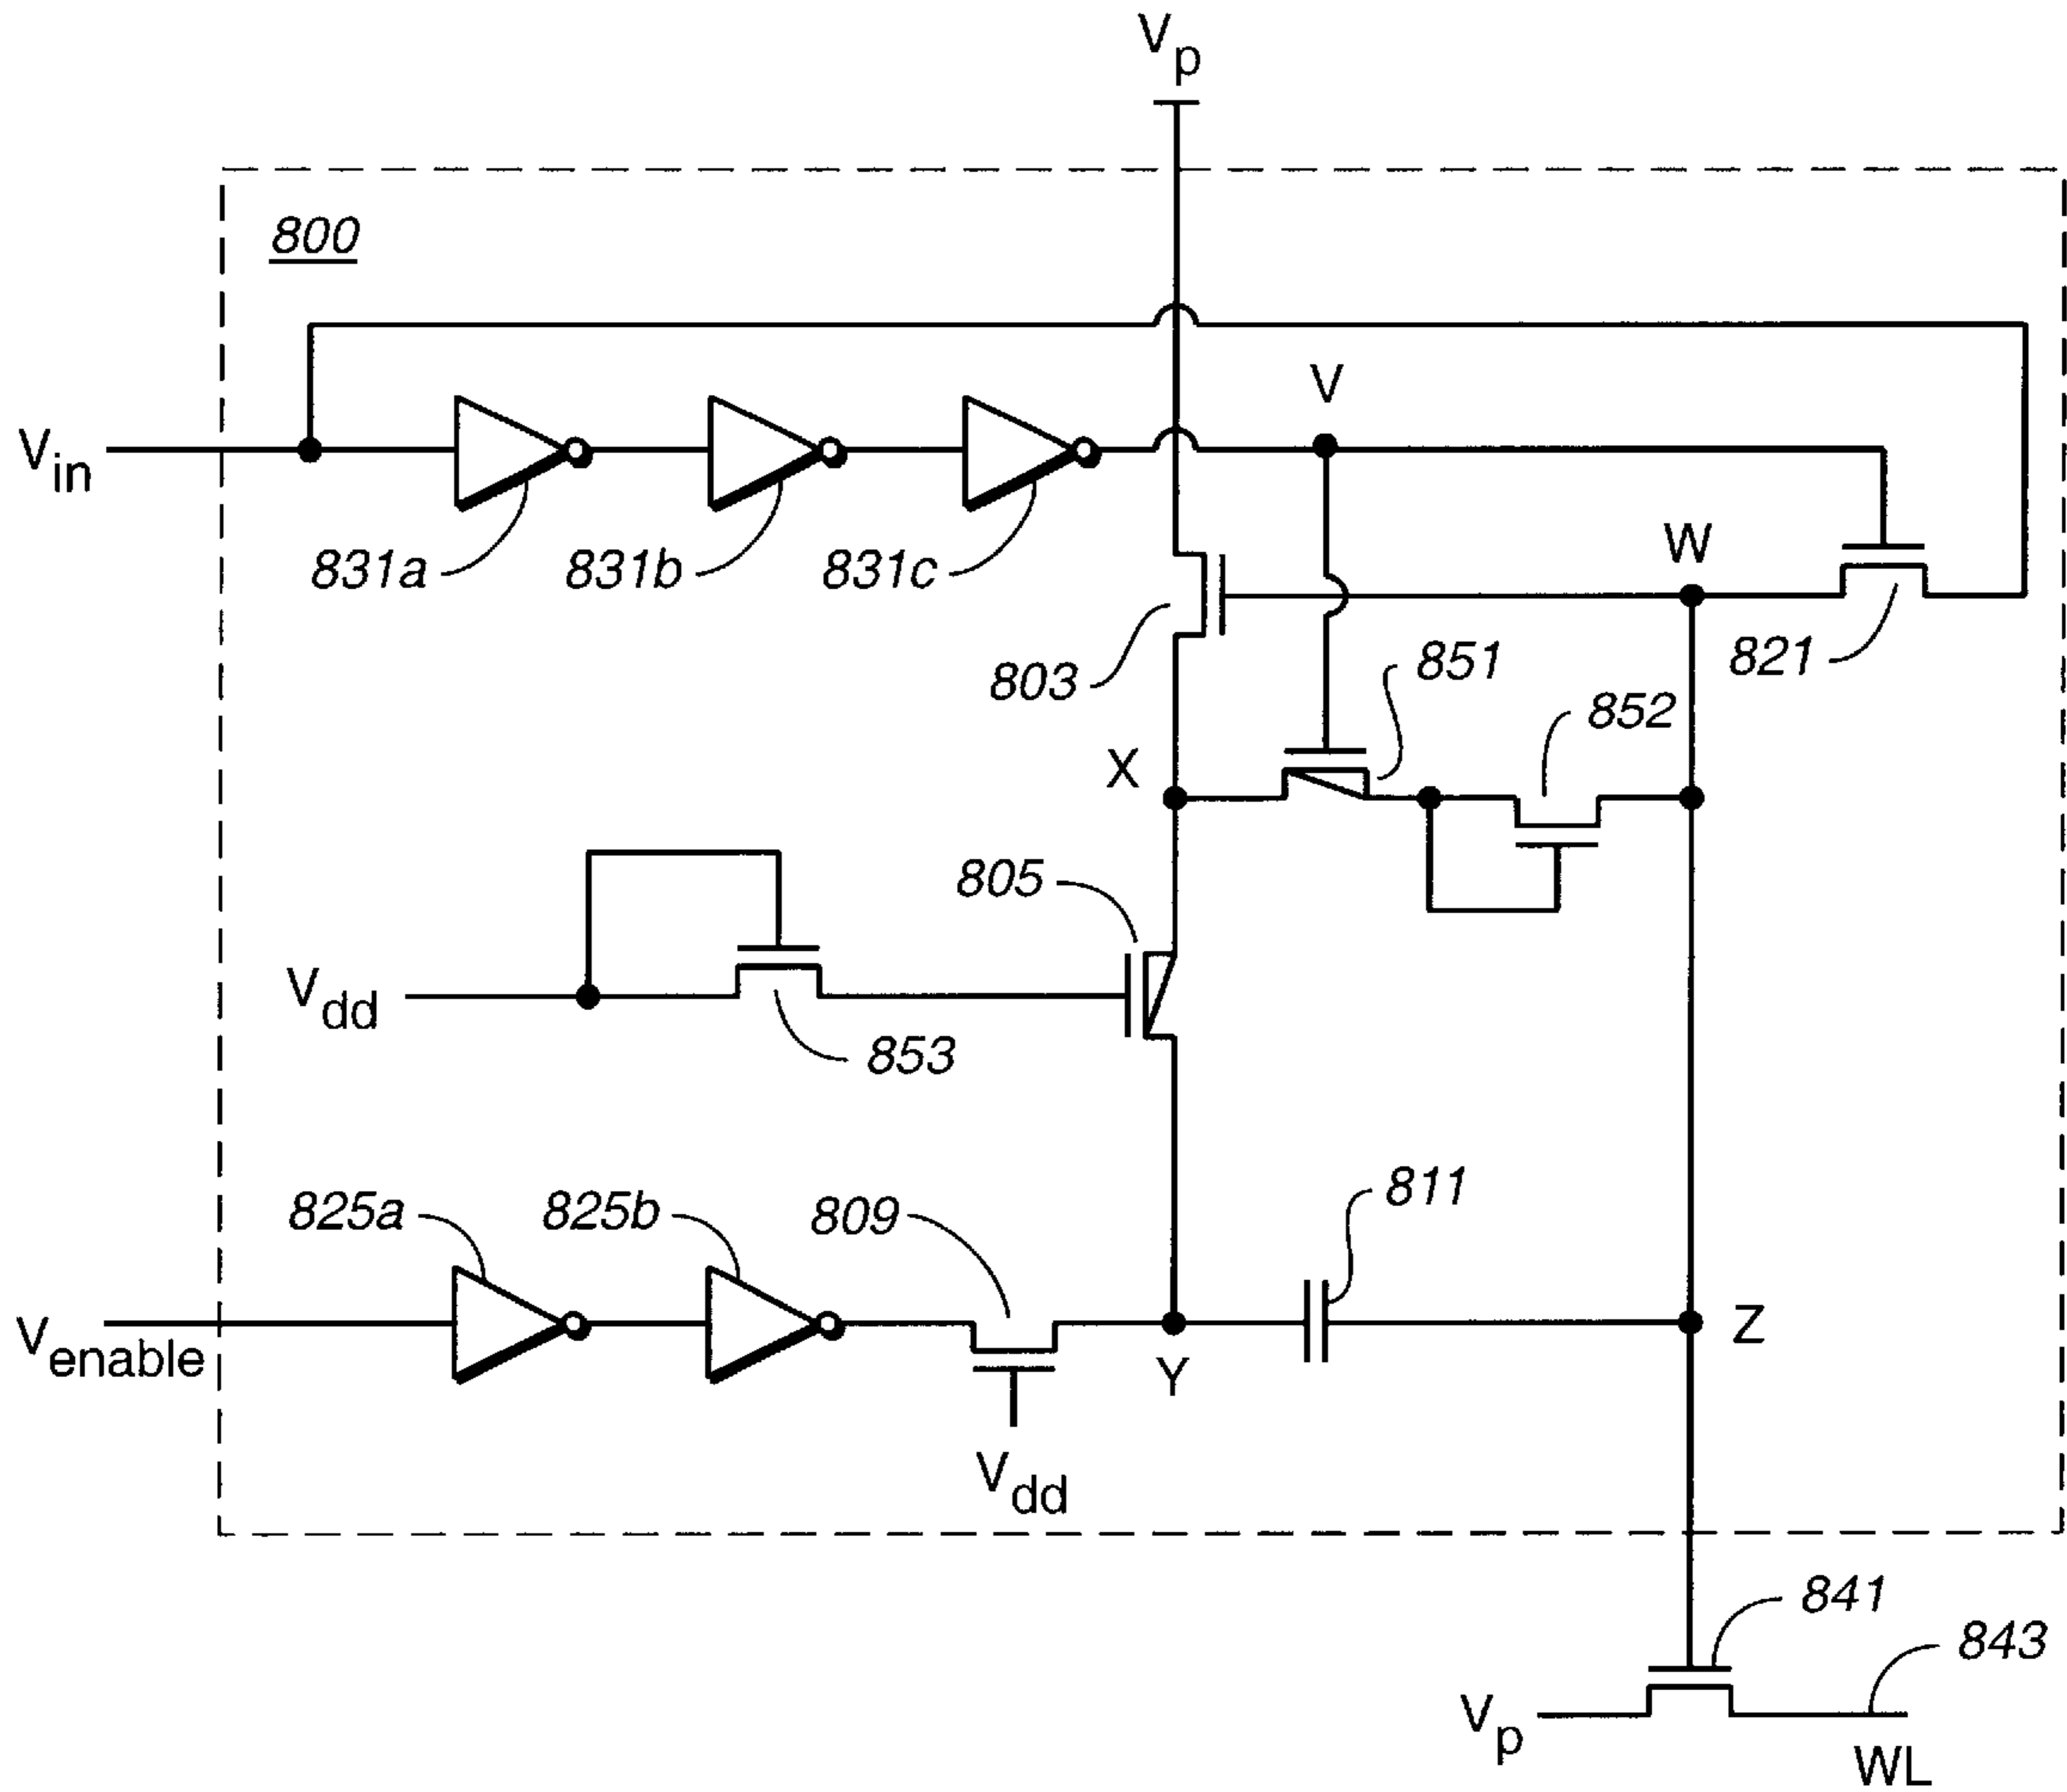 Vp
800
V
Vin
W
831a
831b
831c
821
803
851
852
X
805
Vdd
853
811
825a
825b
809
Venable
Z
Y
Vdd
841
843
Vp
WL